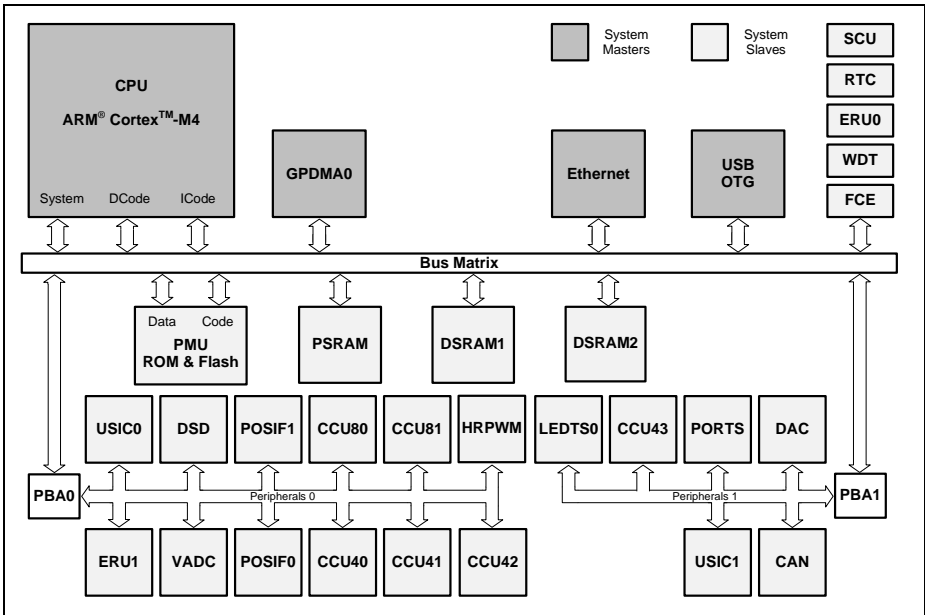 CPU
ARM® Cortex™-M4
System DCode ICode
GPDMA0
Ethernet
USB
OTG
System
Masters
System
Slaves
SCU
RTC
ERU0
WDT
FCE
Bus Matrix
Data Code
PMU
ROM & Flash
PSRAM
DSRAM1
DSRAM2
USIC0 DSD POSIF1 CCU80 CCU81 HRPWM LEDTS0 CCU43 PORTS DAC
PBA0
Peripherals 0
Peripherals 1
PBA1
ERU1 VADC POSIF0 CCU40 CCU41 CCU42 USIC1 CAN